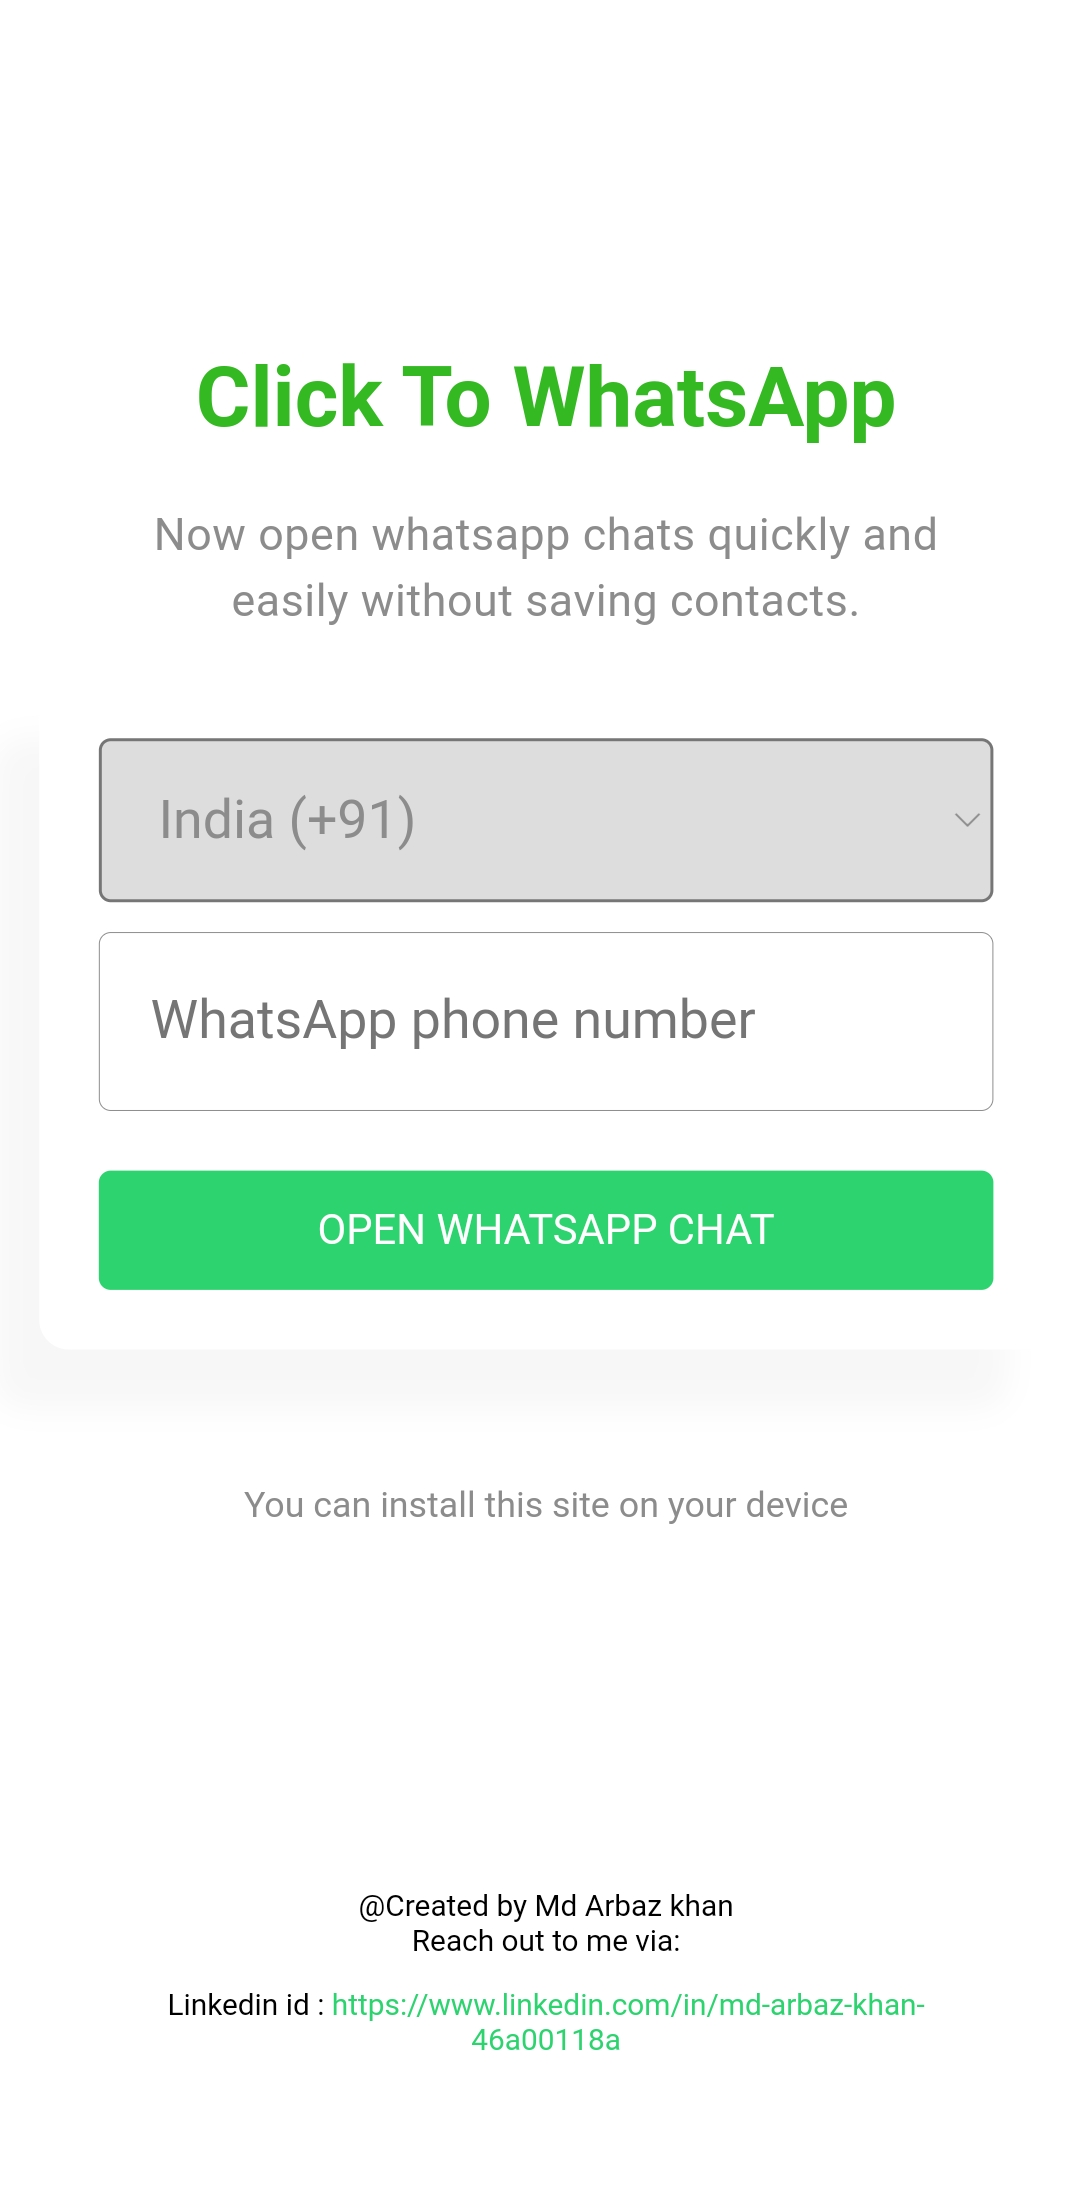 Click To WhatsApp
Now open whatsapp chats quickly and
easily without saving contacts.
India (+91)
WhatsApp phone number
OPEN WHATSAPP CHAT
You can install this site on your device
@Created by Md Arbaz khan
Reach out to me via:
Linkedin id : https://www.linkedin.com/in/md-arbaz-khan-
46a00118a